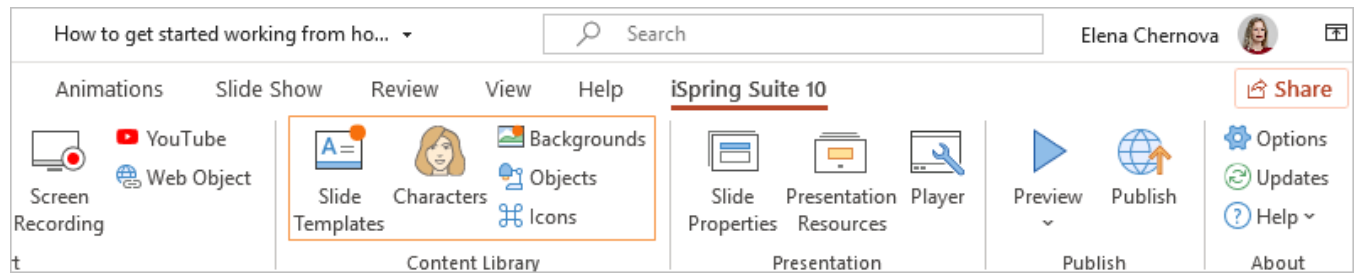 How to get started working from ho...
Search
Elena Chernova
Animations Slide Show Review View Help iSpring Suite 10 Share
Screen
Recording
YouTube
Web Object
Slide
Templates
Characters
Backgrounds
Objects
Icons
Slide
Properties
Presentation
Resources
Player
Preview
Publish
Options
Updates
Help
t Content Library Presentation Publish About